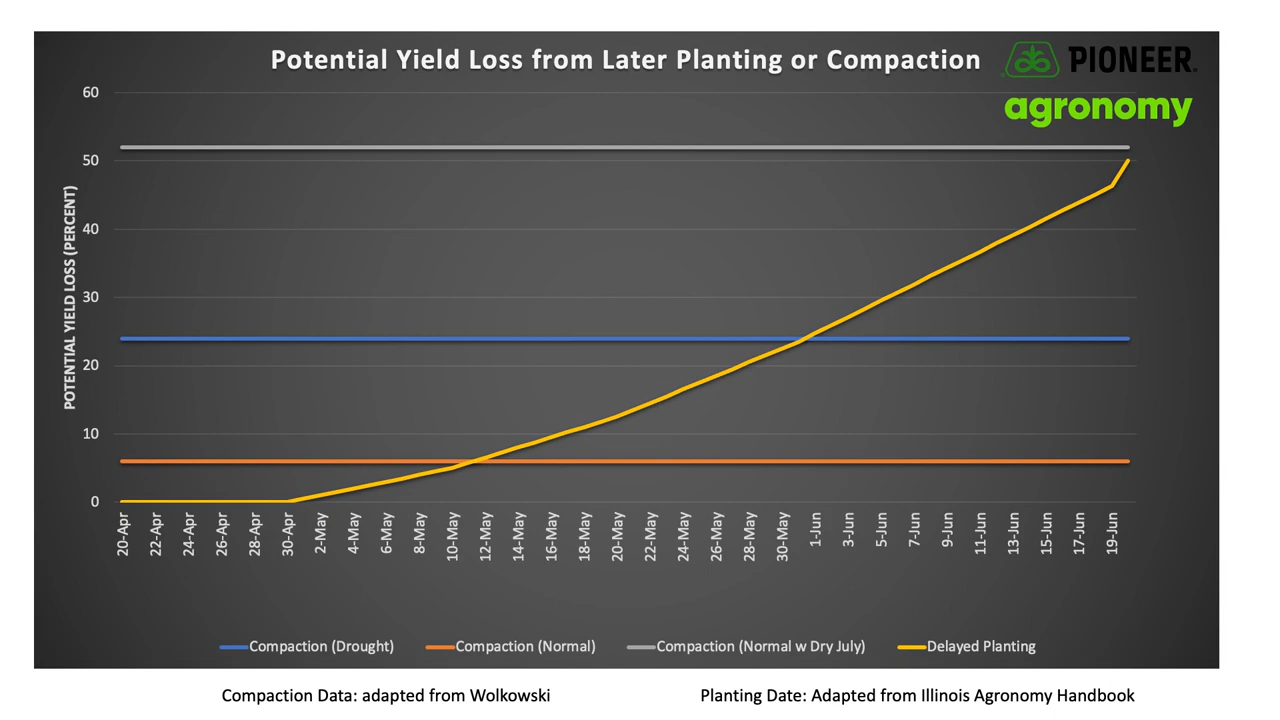 Potential Yield Loss from Later Planting or Compaction
PIONEER.
agronomy
POTENTIAL YIELD LOSS (PERCENT)
60
50
40
30
20
10
0
20-Apr
22-Apr
24-Apr
26-Apr
28-Apr
30-Apr
2-May
4-May
6-May
8-May
10-May
12-May
14-May
16-May
18-May
20-May
22-May
24-May
26-May
28-May
30-May
1-Jun
3-Jun
5-Jun
7-Jun
9-Jun
11-Jun
13-Jun
15-Jun
17-Jun
19-Jun
Compaction (Drought)
Compaction (Normal)
Compaction (Normal w Dry July)
Delayed Planting
Compaction Data: adapted from Wolkowski
Planting Date: Adapted from Illinois Agronomy Handbook